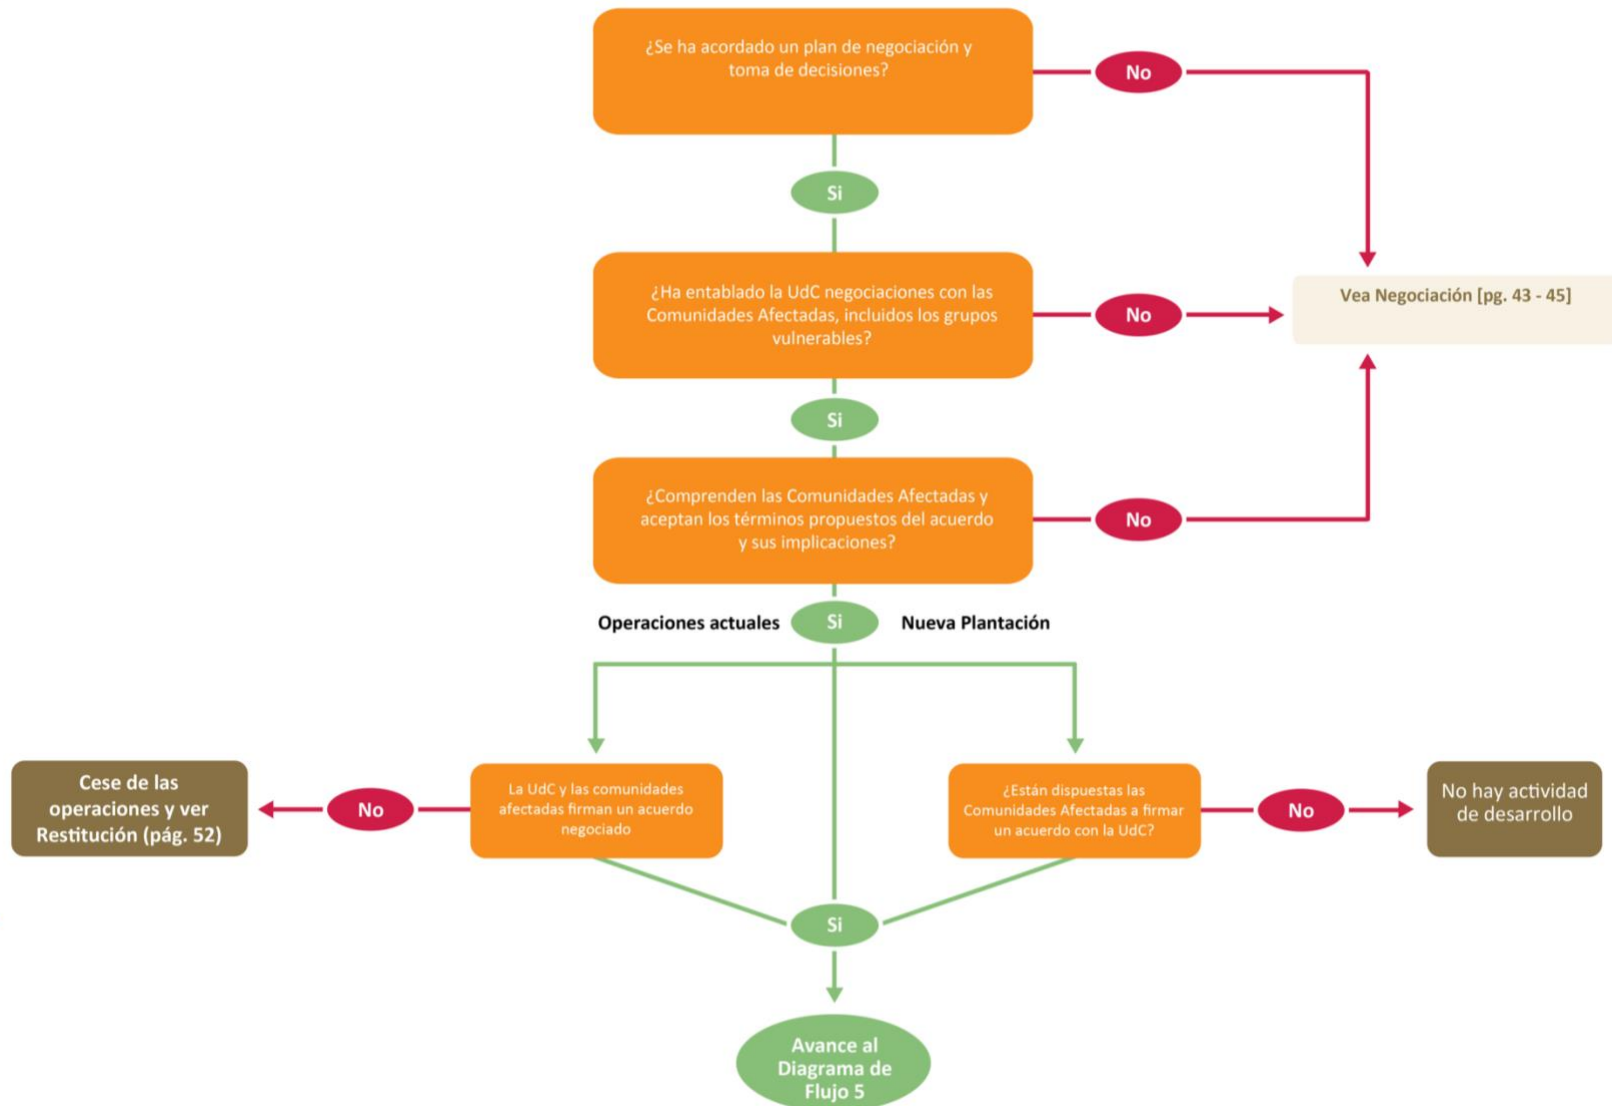 ¿Se ha acordado un plan de negociación y
toma de decisiones?
No
Si
¿Ha entablado la UdC negociaciones con las
Comunidades Afectadas, incluidos los grupos
vulnerables?
No
Vea Negociación [pg. 43 - 45]
Si
¿Comprenden las Comunidades Afectadas y
aceptan los términos propuestos del acuerdo
y sus implicaciones?
No
Operaciones actuales
Si
Nueva Plantación
Cese de las
operaciones y ver
Restitución (pág. 52)
No
La UdC y las comunidades
afectadas firman un acuerdo
negociado
¿Están dispuestas las
Comunidades Afectadas a firmar
un acuerdo con la UdC?
No
No hay actividad
de desarrollo
Si
Avance al
Diagrama de
Flujo 5